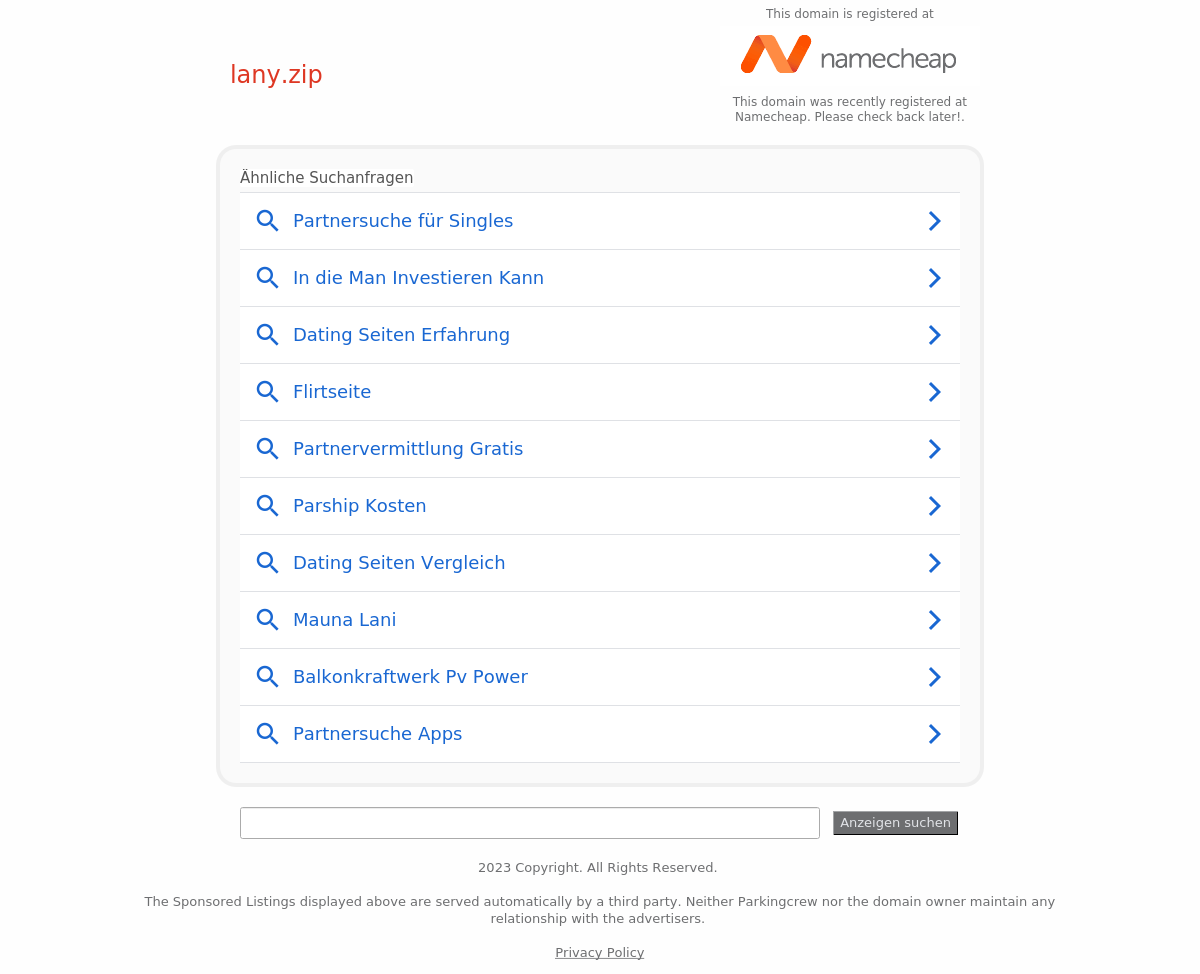 This domain is registered at
namecheap
lany.zip
This domain was recently registered at
Namecheap. Please check back later!.
Ähnliche Suchanfragen
Partnersuche für Singles
In die Man Investieren Kann
Dating Seiten Erfahrung
Flirtseite
Partnervermittlung Gratis
Parship Kosten
Dating Seiten Vergleich
Mauna Lani
Balkonkraftwerk Pv Power
Partnersuche Apps
Anzeigen suchen
2023 Copyright. All Rights Reserved.
The Sponsored Listings displayed above are served automatically by a third party. Neither Parkingcrew nor the domain owner maintain any
relationship with the advertisers.
Privacy Policy